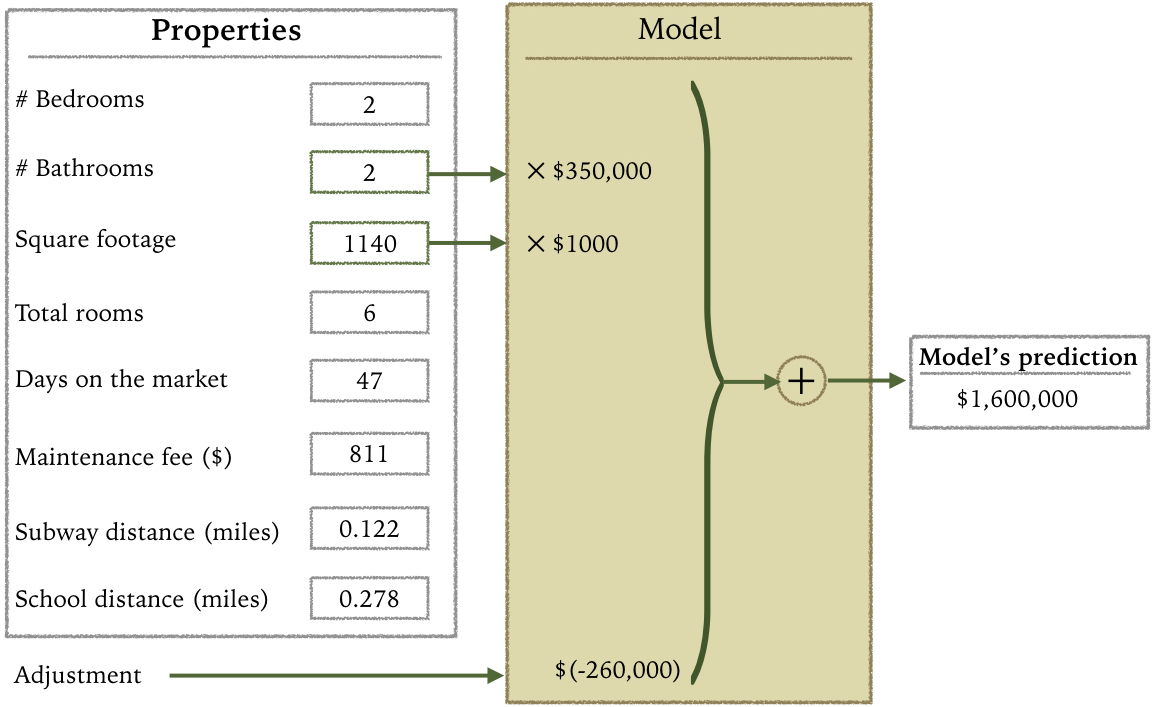 Properties
# Bedrooms 2
# Bathrooms 2
Square footage 1140
Total rooms 6
Days on the market 47
Maintenance fee ($) 811
Subway distance (miles) 0.122
School distance (miles) 0.278
Adjustment
Model
× $350,000
× $1000
$(-260,000)
+
Model’s prediction
$1,600,000